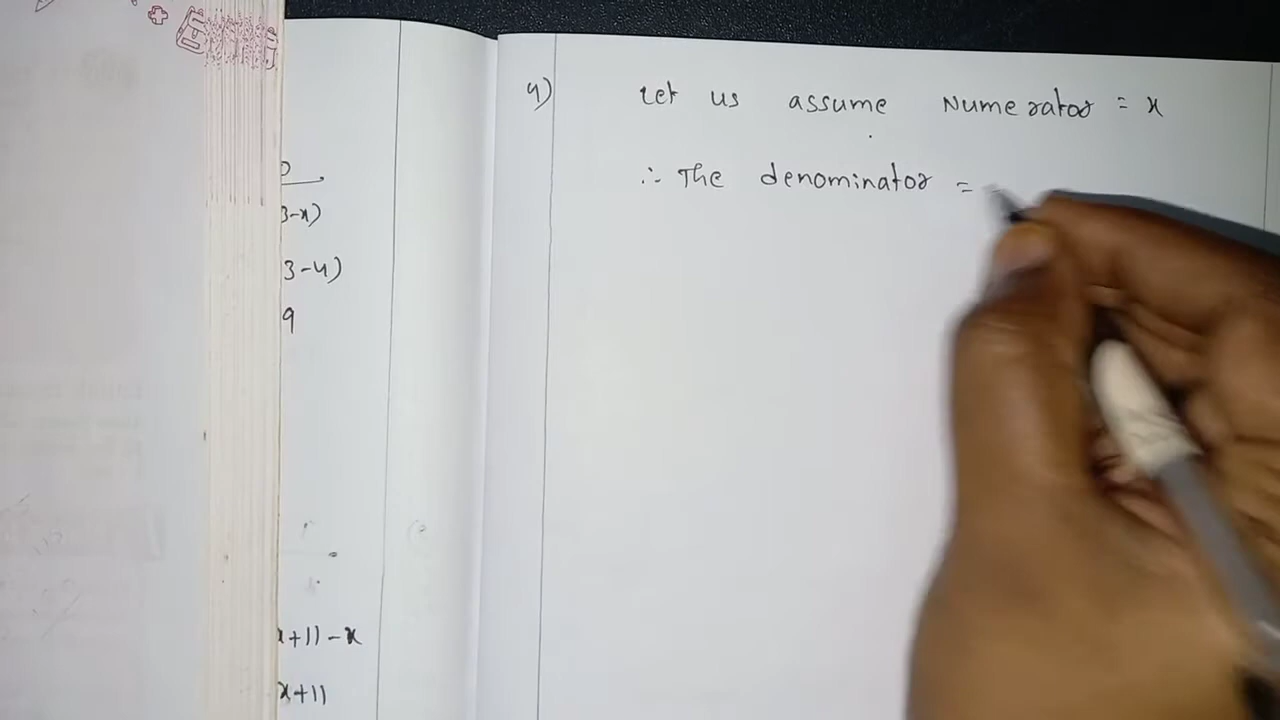 3-x)
3-4)
9
x+11-x
x+11
4) Let us assume Numerator = x
∴ The denominator =